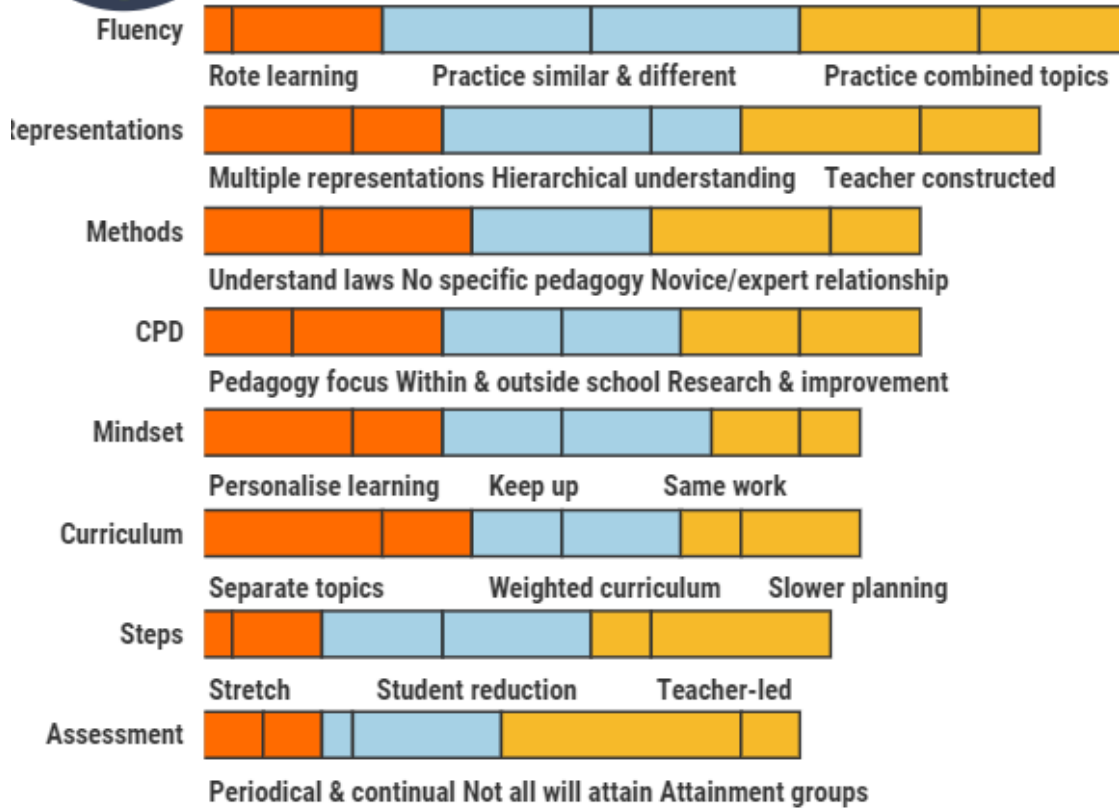 Fluency
Rote learning Practice similar & different Practice combined topics
Representations
Multiple representations Hierarchical understanding Teacher constructed
Methods
Understand laws No specific pedagogy Novice/expert relationship
CPD
Pedagogy focus Within & outside school Research & improvement
Mindset
Personalise learning Keep up Same work
Curriculum
Separate topics Weighted curriculum Slower planning
Steps
Stretch Student reduction Teacher-led
Assessment
Periodical & continual Not all will attain Attainment groups